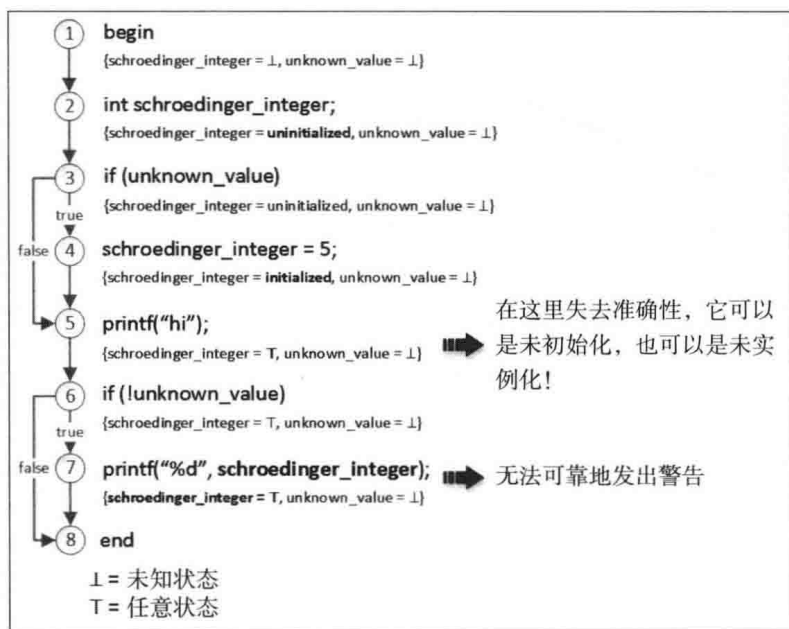 1 begin
{schroedinger_integer = ⊥, unknown_value = ⊥}
2 int schroedinger_integer;
{schroedinger_integer = uninitialized, unknown_value = ⊥}
3 if (unknown_value)
{schroedinger_integer = uninitialized, unknown_value = ⊥}
true
false
4 schroedinger_integer = 5;
{schroedinger_integer = initialized, unknown_value = ⊥}
5 printf("hi");
{schroedinger_integer = T, unknown_value = ⊥}
在这里失去准确性，它可以
是未初始化，也可以是未实
例化！
6 if (!unknown_value)
{schroedinger_integer = T, unknown_value = ⊥}
true
false
7 printf("%d", schroedinger_integer);
{schroedinger_integer = T, unknown_value = ⊥}
无法可靠地发出警告
8 end
⊥ = 未知状态
T = 任意状态